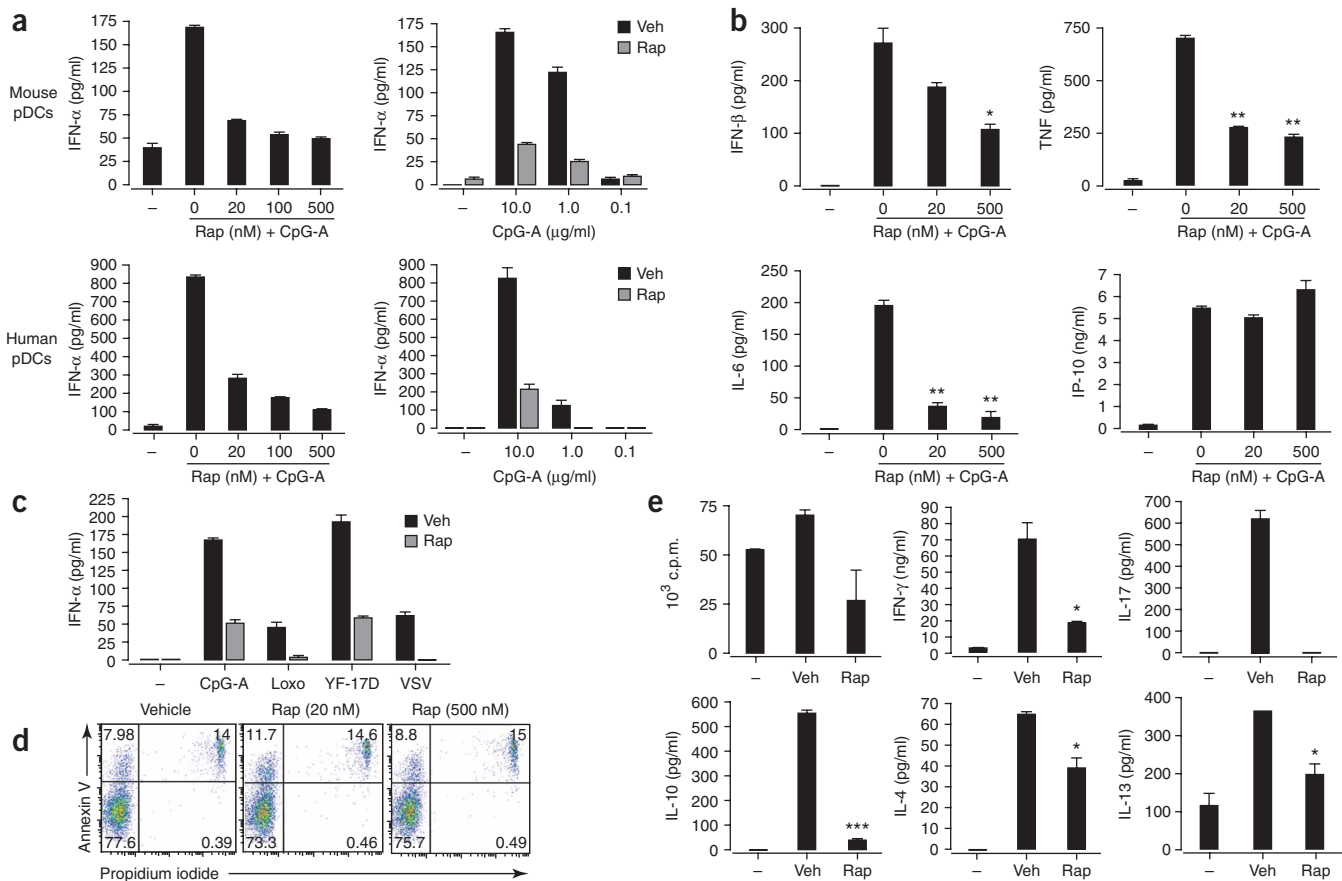 a
Mouse
pDCs
IFN-α (pg/ml)
175
150
125
100
75
50
25
0
– 0 20 100 500
Rap (nM) + CpG-A
IFN-α (pg/ml)
175
150
125
100
75
50
25
0
– 10.0 1.0 0.1
CpG-A (µg/ml)
Veh
Rap
Human
pDCs
IFN-α (pg/ml)
900
800
700
600
500
400
300
200
100
0
– 0 20 100 500
Rap (nM) + CpG-A
IFN-α (pg/ml)
900
800
700
600
500
400
300
200
100
0
– 10.0 1.0 0.1
CpG-A (µg/ml)
Veh
Rap
b
IFN-β (pg/ml)
300
200
100
0
*
– 0 20 500
Rap (nM) + CpG-A
TNF (pg/ml)
750
750
250
0
** **
– 0 20 500
Rap (nM) + CpG-A
IL-6 (pg/ml)
250
200
150
100
50
0
** **
– 0 20 500
Rap (nM) + CpG-A
IP-10 (ng/ml)
7
6
5
4
3
2
1
0
– 0 20 500
Rap (nM) + CpG-A
c
IFN-α (pg/ml)
225
200
175
150
125
100
75
50
25
0
– CpG-A Loxo YF-17D VSV
Veh
Rap
d
Vehicle Rap (20 nM) Rap (500 nM)
7.98 14 11.7 14.6 8.8 15
77.6 0.39 73.3 0.46 75.7 0.49
Annexin V
Propidium iodide
e
10³ c.p.m.
75
50
25
0
– Veh Rap
IFN-γ (ng/ml)
90
80
70
60
50
40
30
20
10
0
*
– Veh Rap
IL-17 (pg/ml)
700
600
500
400
300
200
100
0
– Veh Rap
IL-10 (pg/ml)
600
500
400
300
200
100
0
***
– Veh Rap
IL-4 (pg/ml)
70
60
50
40
30
20
10
0
*
– Veh Rap
IL-13 (pg/ml)
400
300
200
100
0
*
– Veh Rap